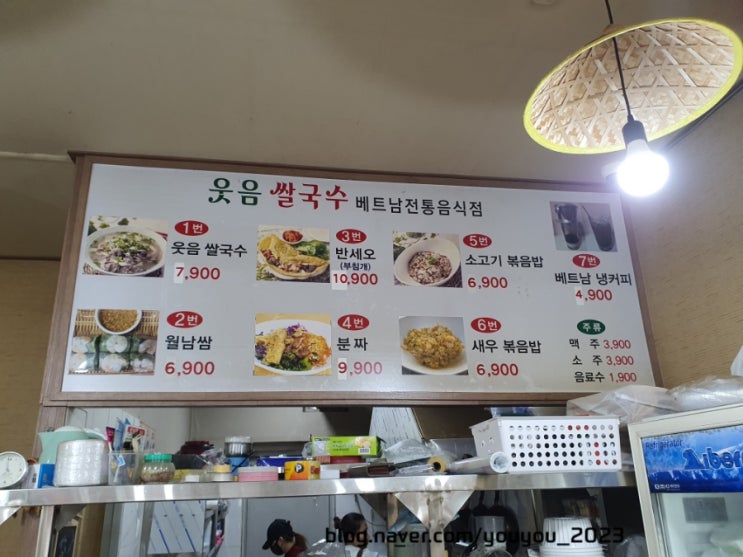 웃음 쌀국수 베트남전통음식점
1번
웃음 쌀국수
7,900
3번
반세오
(부침개)
10,900
5번
소고기 볶음밥
6,900
7번
베트남 냉커피
4,900
2번
월남쌈
6,900
4번
분짜
9,900
6번
새우 볶음밥
6,900
주류
맥 주 3,900
소 주 3,900
음료수 1,900
Refrigerator
blog.naver.com/youyou_2023